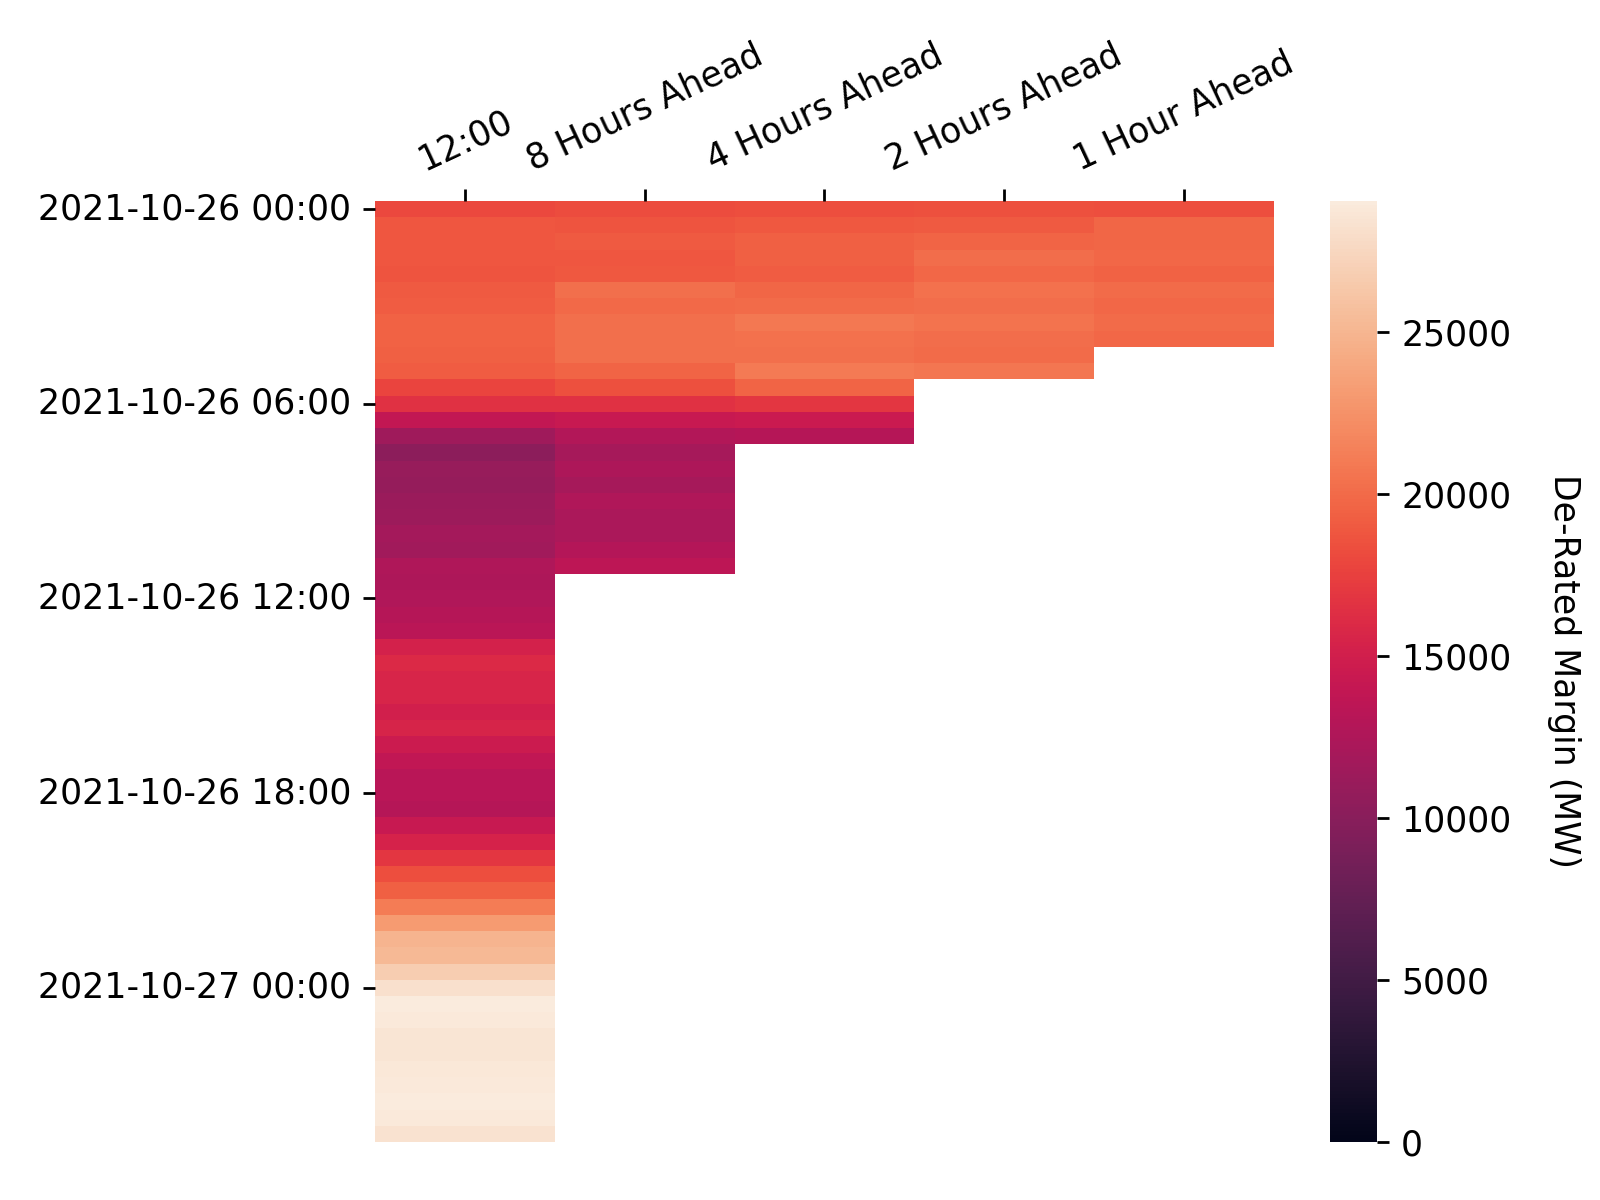 12:00
8 Hours Ahead
4 Hours Ahead
2 Hours Ahead
1 Hour Ahead
2021-10-26 00:00
2021-10-26 06:00
2021-10-26 12:00
2021-10-26 18:00
2021-10-27 00:00
25000
20000
15000
10000
5000
0
De-Rated Margin (MW)